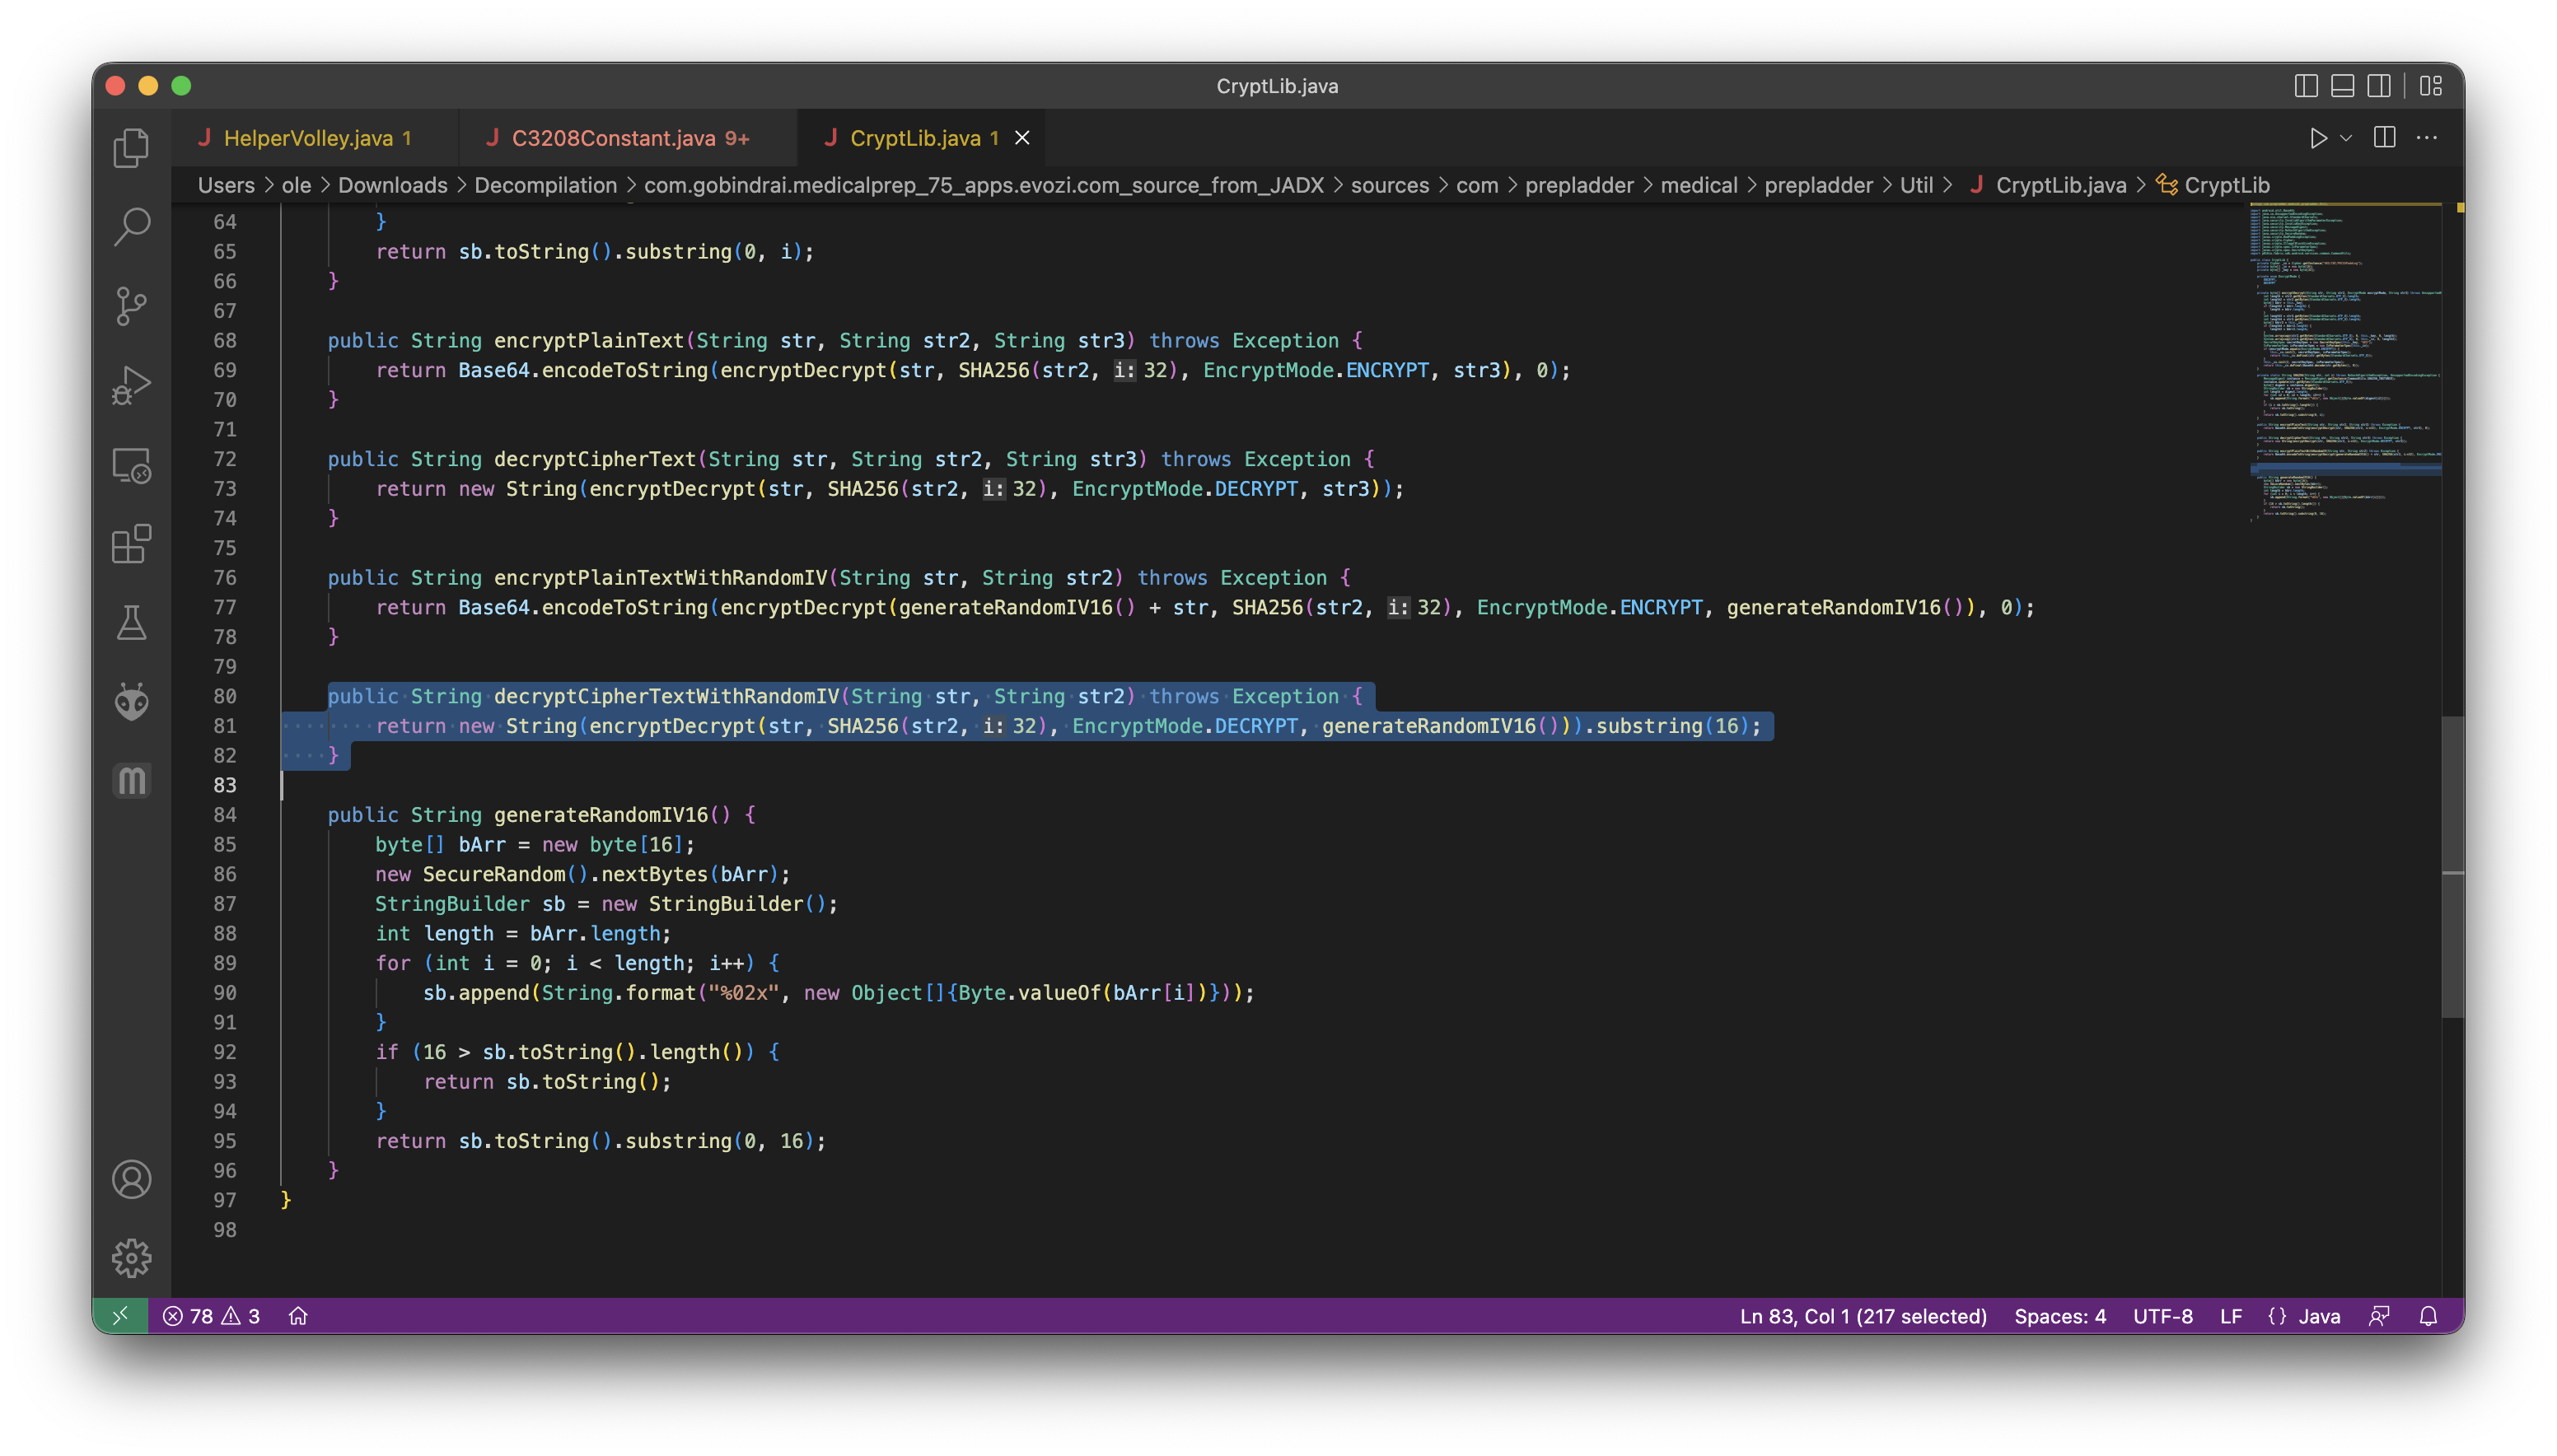 CryptLib.java
HelperVolley.java 1
C3208Constant.java 9+
CryptLib.java 1
Users > ole > Downloads > Decompilation > com.gobindrai.medicalprep_75_apps.evozi.com_source_from_JADX > sources > com > prepladder > medical > prepladder > Util > CryptLib.java > CryptLib
64 }
65 return sb.toString().substring(0, i);
66 }
67
68 public String encryptPlainText(String str, String str2, String str3) throws Exception {
69 return Base64.encodeToString(encryptDecrypt(str, SHA256(str2, i: 32), EncryptMode.ENCRYPT, str3), 0);
70 }
71
72 public String decryptCipherText(String str, String str2, String str3) throws Exception {
73 return new String(encryptDecrypt(str, SHA256(str2, i: 32), EncryptMode.DECRYPT, str3));
74 }
75
76 public String encryptPlainTextWithRandomIV(String str, String str2) throws Exception {
77 return Base64.encodeToString(encryptDecrypt(generateRandomIV16() + str, SHA256(str2, i: 32), EncryptMode.ENCRYPT, generateRandomIV16()), 0);
78 }
79
80 public String decryptCipherTextWithRandomIV(String str, String str2) throws Exception {
81 return new String(encryptDecrypt(str, SHA256(str2, i: 32), EncryptMode.DECRYPT, generateRandomIV16())).substring(16);
82 }
83
84 public String generateRandomIV16() {
85 byte[] bArr = new byte[16];
86 new SecureRandom().nextBytes(bArr);
87 StringBuilder sb = new StringBuilder();
88 int length = bArr.length;
89 for (int i = 0; i < length; i++) {
90 sb.append(String.format("%02x", new Object[]{Byte.valueOf(bArr[i])}));
91 }
92 if (16 > sb.toString().length()) {
93 return sb.toString();
94 }
95 return sb.toString().substring(0, 16);
96 }
97 }
98
78 3
Ln 83, Col 1 (217 selected) Spaces: 4 UTF-8 LF {} Java